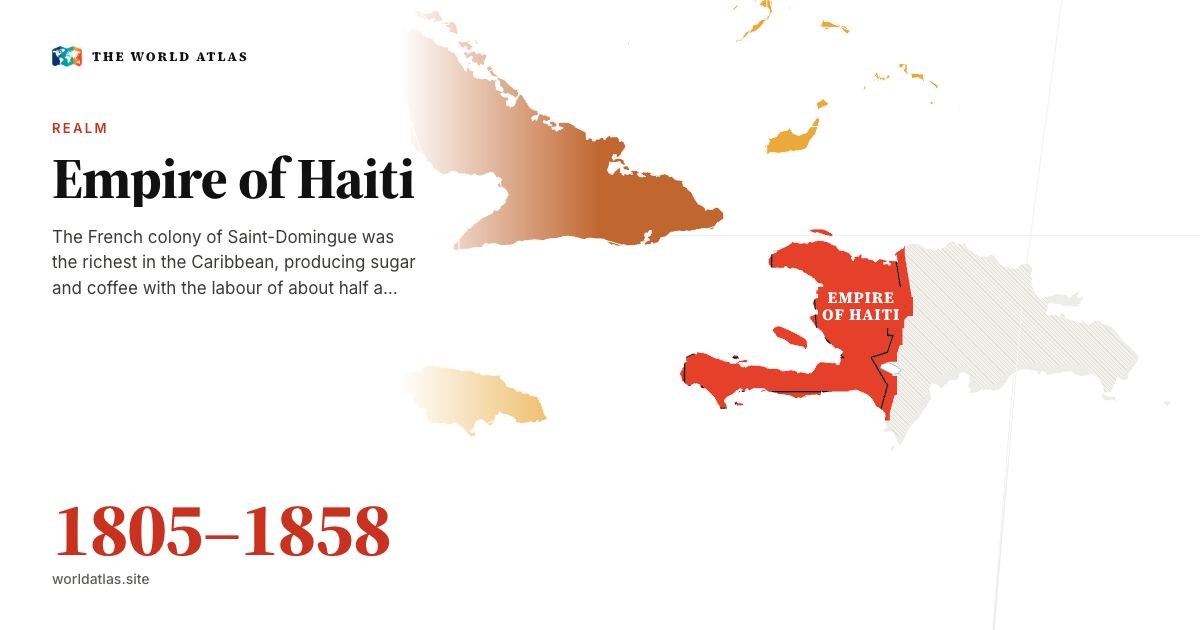 THE WORLD ATLAS
REALM
Empire of Haiti
The French colony of Saint-Domingue was
the richest in the Caribbean, producing sugar
and coffee with the labour of about half a...
EMPIRE
OF HAITI
1805–1858
worldatlas.site